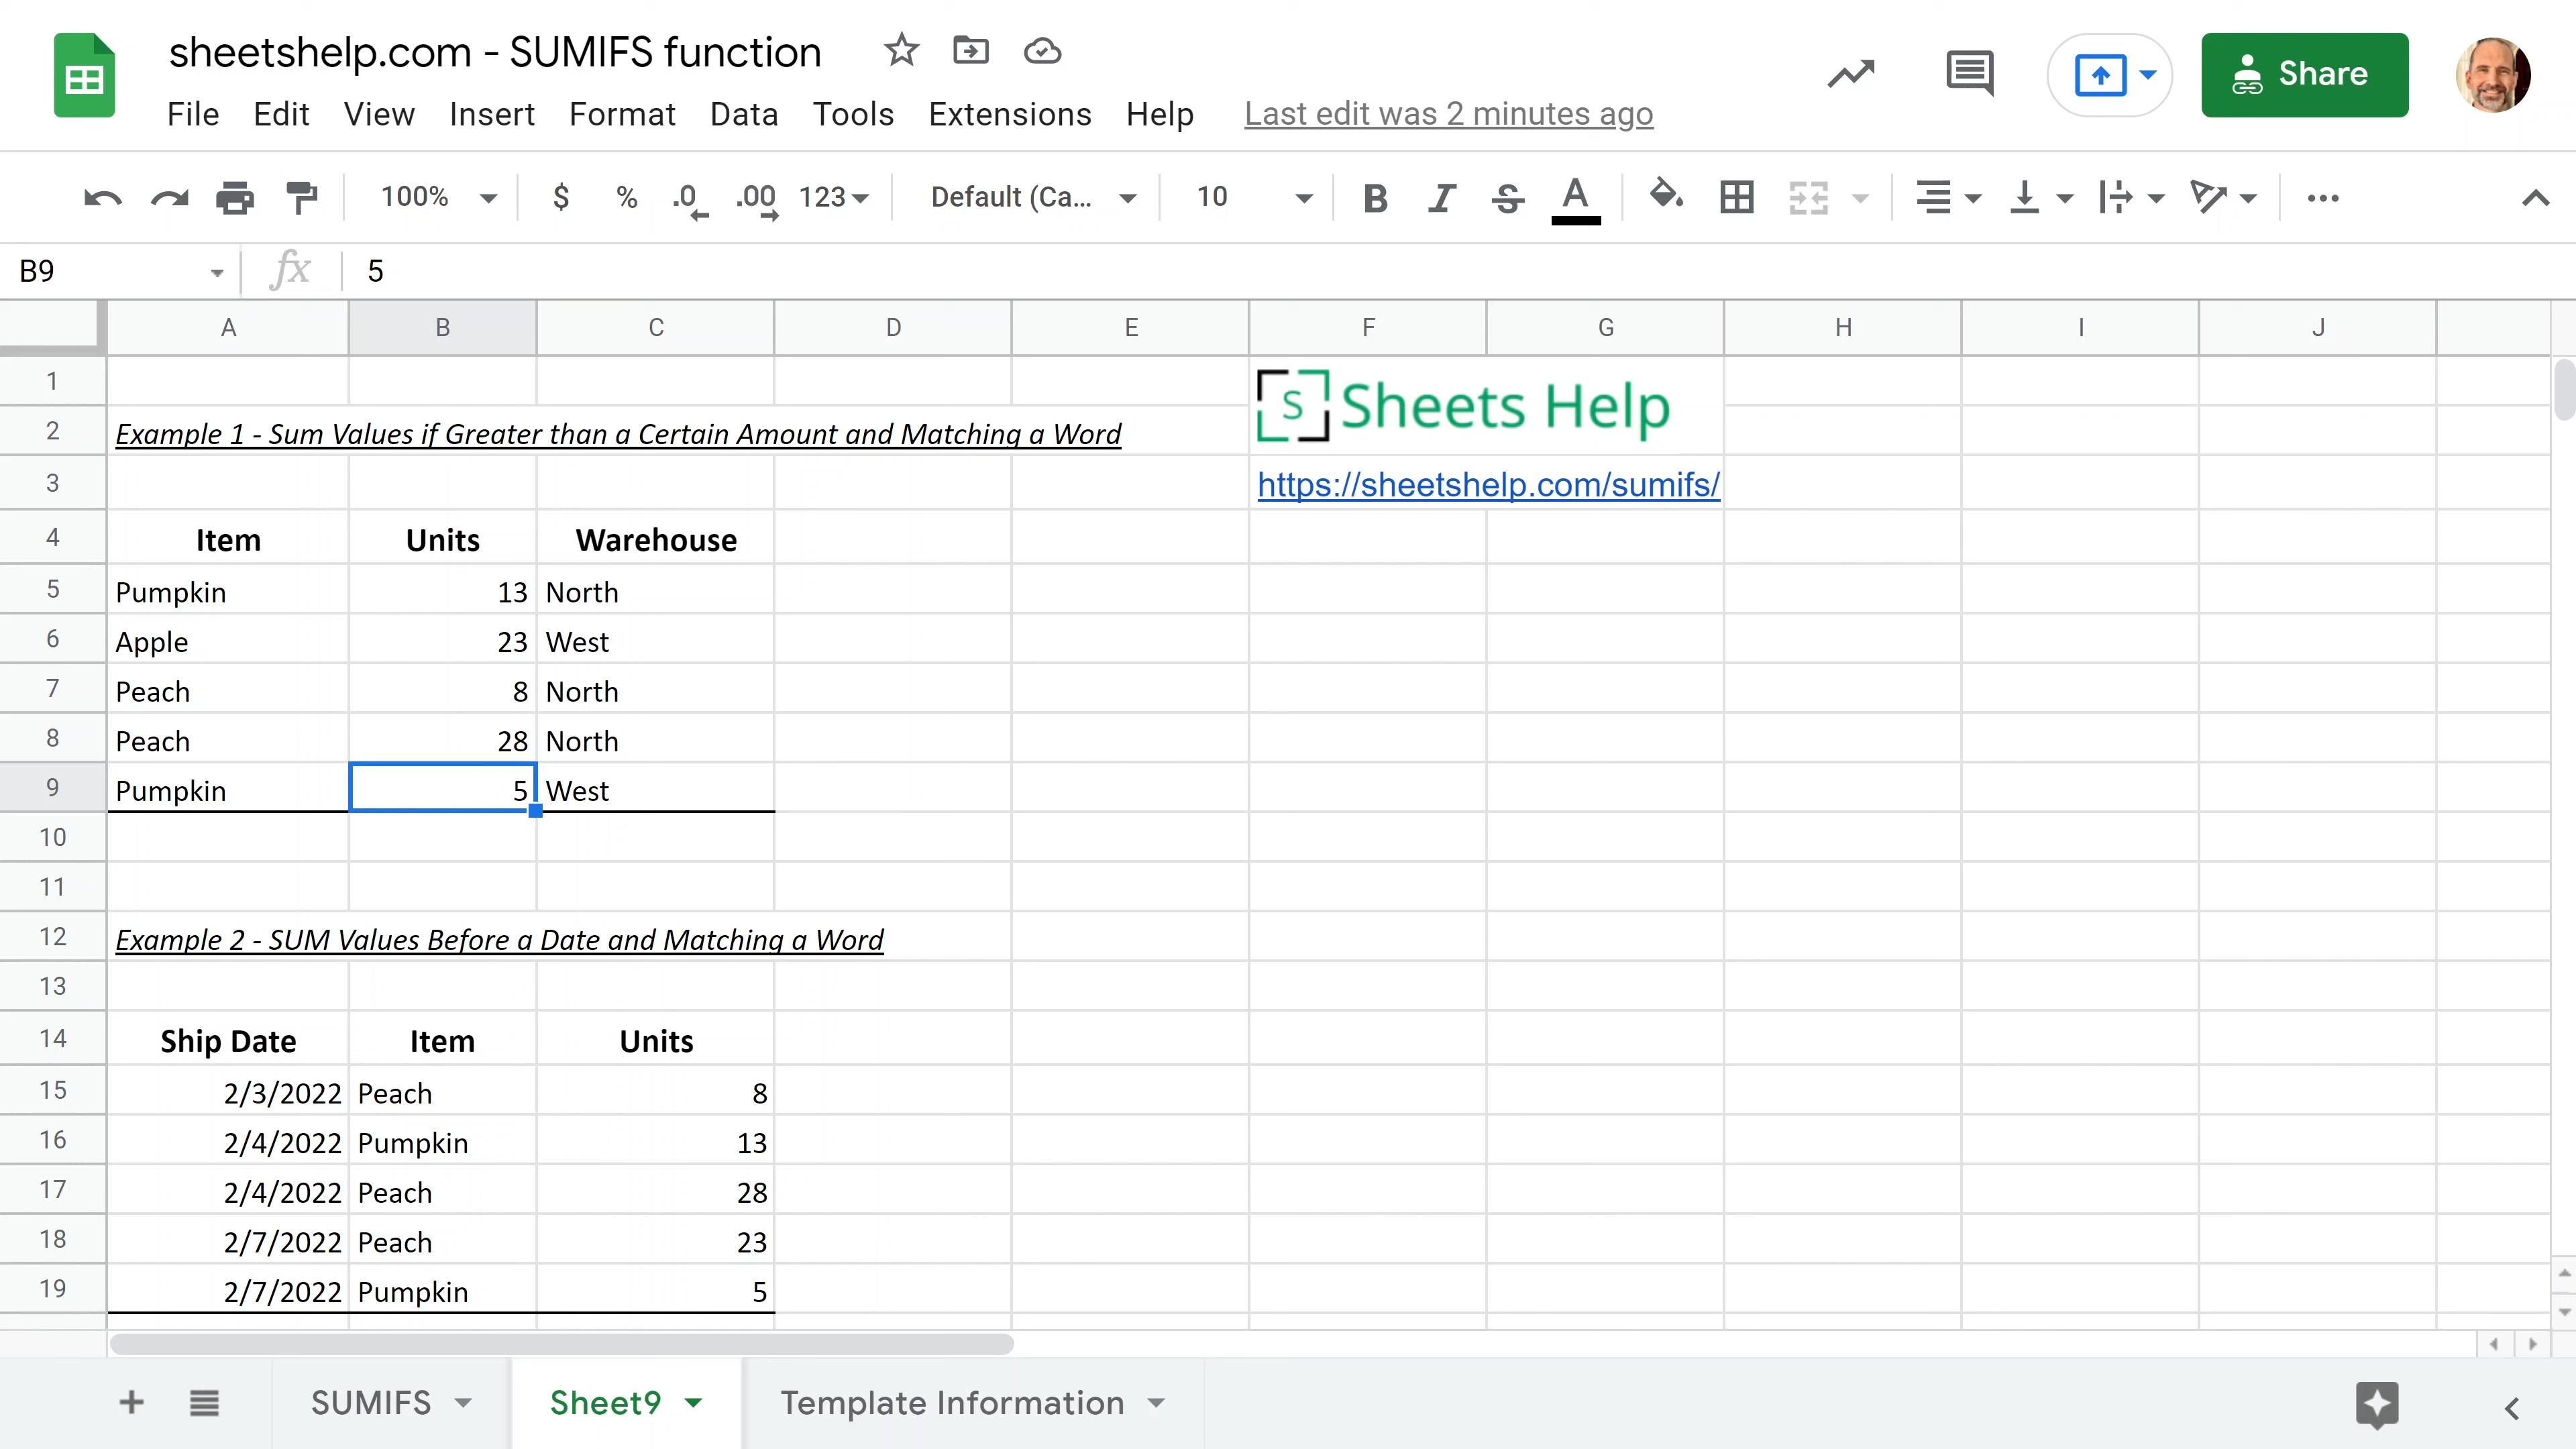 sheetshelp.com - SUMIFS function
File Edit View Insert Format Data Tools Extensions Help Last edit was 2 minutes ago
Share
100% $ % .0 .00 123 Default (Ca... 10 B I S A
B9 fx 5
A B C D E F G H I J
1
S Sheets Help
2 Example 1 - Sum Values if Greater than a Certain Amount and Matching a Word
3 https://sheetshelp.com/sumifs/
4 Item Units Warehouse
5 Pumpkin 13 North
6 Apple 23 West
7 Peach 8 North
8 Peach 28 North
9 Pumpkin 5 West
10
11
12 Example 2 - SUM Values Before a Date and Matching a Word
13
14 Ship Date Item Units
15 2/3/2022 Peach 8
16 2/4/2022 Pumpkin 13
17 2/4/2022 Peach 28
18 2/7/2022 Peach 23
19 2/7/2022 Pumpkin 5
SUMIFS Sheet9 Template Information